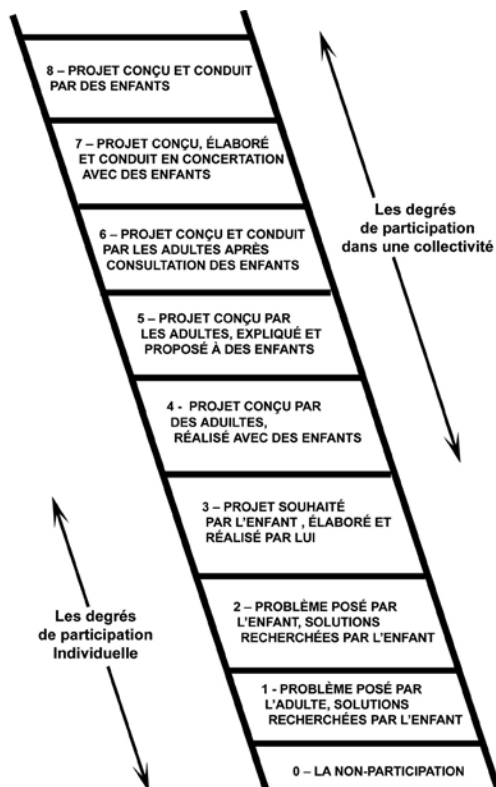 8 – PROJET CONÇU ET CONDUIT
PAR DES ENFANTS
7 – PROJET CONÇU, ÉLABORÉ
ET CONDUIT EN CONCERTATION
AVEC DES ENFANTS
Les degrés
de participation
dans une collectivité
6 – PROJET CONÇU ET CONDUIT
PAR LES ADULTES APRÈS
CONSULTATION DES ENFANTS
5 – PROJET CONÇU PAR
LES ADULTES, EXPLIQUÉ ET
PROPOSÉ À DES ENFANTS
4 - PROJET CONÇU PAR
DES ADUILTES,
RÉALISÉ AVEC DES ENFANTS
3 – PROJET SOUHAITÉ
PAR L'ENFANT , ÉLABORÉ ET
RÉALISÉ PAR LUI
Les degrés
de participation
Individuelle
2 – PROBLÈME POSÉ PAR
L'ENFANT, SOLUTIONS
RECHERCHÉES PAR L'ENFANT
1 - PROBLÈME POSÉ PAR
L'ADULTE, SOLUTIONS
RECHERCHÉES PAR L'ENFANT
0 – LA NON-PARTICIPATION